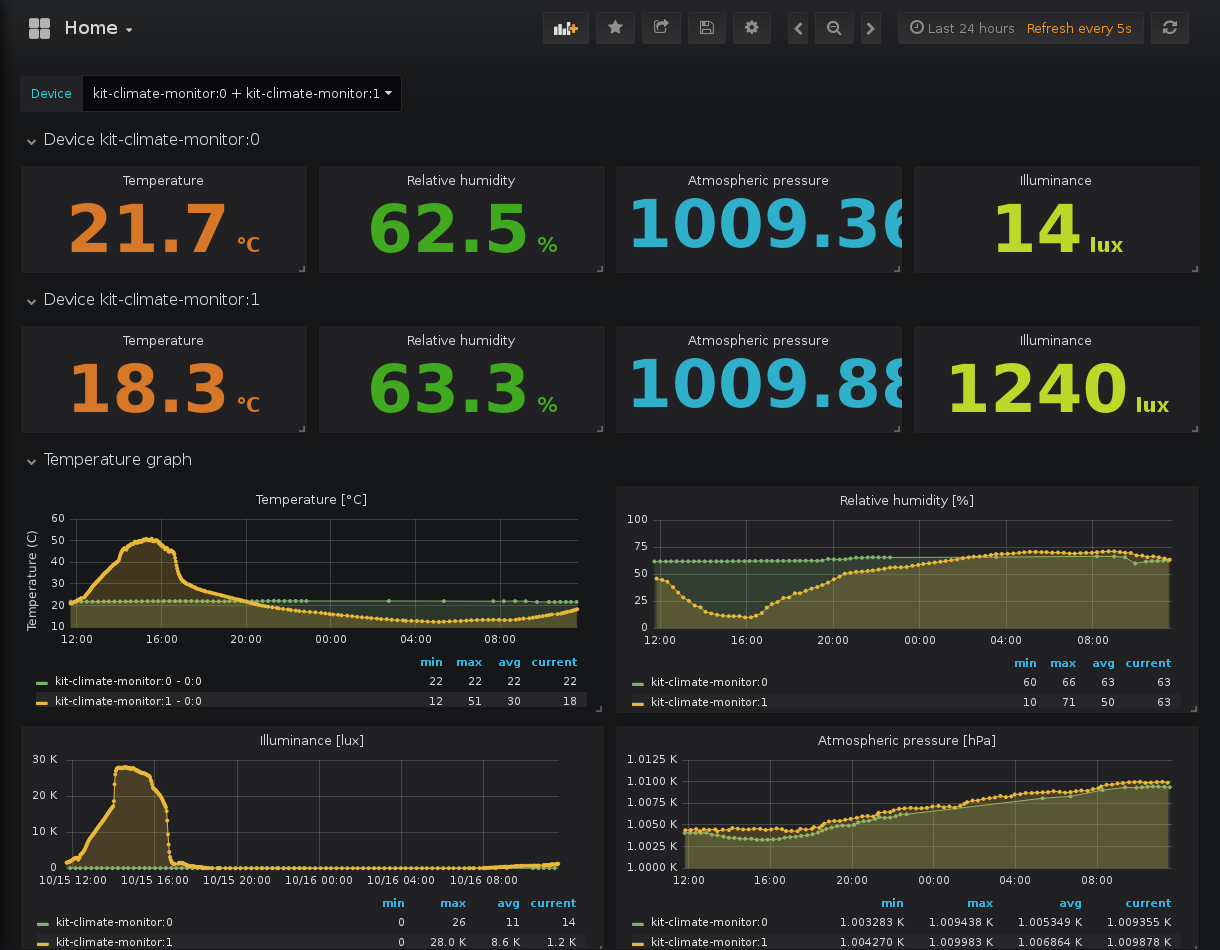 Home
Last 24 hours Refresh every 5s
Device kit-climate-monitor:0 + kit-climate-monitor:1
Device kit-climate-monitor:0
Temperature Relative humidity Atmospheric pressure Illuminance
21.7 °C 62.5 % 1009.36 14 lux
Device kit-climate-monitor:1
Temperature Relative humidity Atmospheric pressure Illuminance
18.3 °C 63.3 % 1009.88 1240 lux
Temperature graph
Temperature [°C]
Temperature (C)
60
50
40
30
20
10
12:00 16:00 20:00 00:00 04:00 08:00
min max avg current
kit-climate-monitor:0 - 0:0 22 22 22 22
kit-climate-monitor:1 - 0:0 12 51 30 18
Relative humidity [%]
100
75
50
25
0
12:00 16:00 20:00 00:00 04:00 08:00
min max avg current
kit-climate-monitor:0 60 66 63 63
kit-climate-monitor:1 10 71 50 63
Illuminance [lux]
30 K
20 K
10 K
0
10/15 12:00 10/15 16:00 10/15 20:00 10/16 00:00 10/16 04:00 10/16 08:00
min max avg current
kit-climate-monitor:0 0 26 11 14
kit-climate-monitor:1 0 28.0 K 8.6 K 1.2 K
Atmospheric pressure [hPa]
1.0125 K
1.0100 K
1.0075 K
1.0050 K
1.0025 K
1.0000 K
12:00 16:00 20:00 00:00 04:00 08:00
min max avg current
kit-climate-monitor:0 1.003283 K 1.009438 K 1.005349 K 1.009355 K
kit-climate-monitor:1 1.004270 K 1.009983 K 1.006864 K 1.009878 K